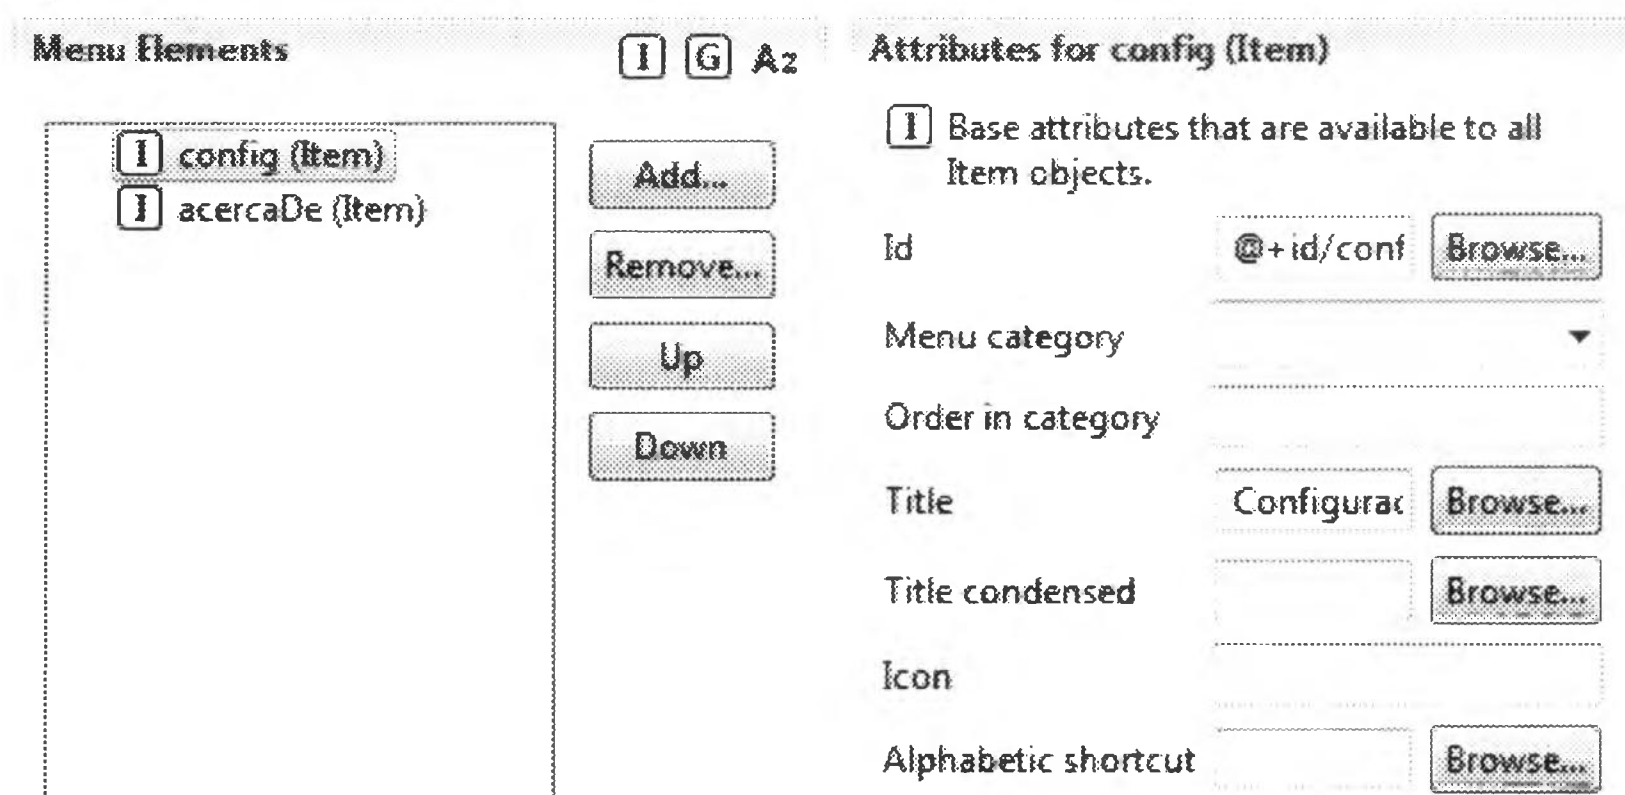 Menu Elements
I G Az
config (Item)
acercaDe (Item)
Add...
Remove...
Up
Down
Attributes for config (Item)
I Base attributes that are available to all
Item objects.
Id @+id/conf Browse...
Menu category
Order in category
Title Configurac Browse...
Title condensed Browse...
Icon
Alphabetic shortcut Browse...